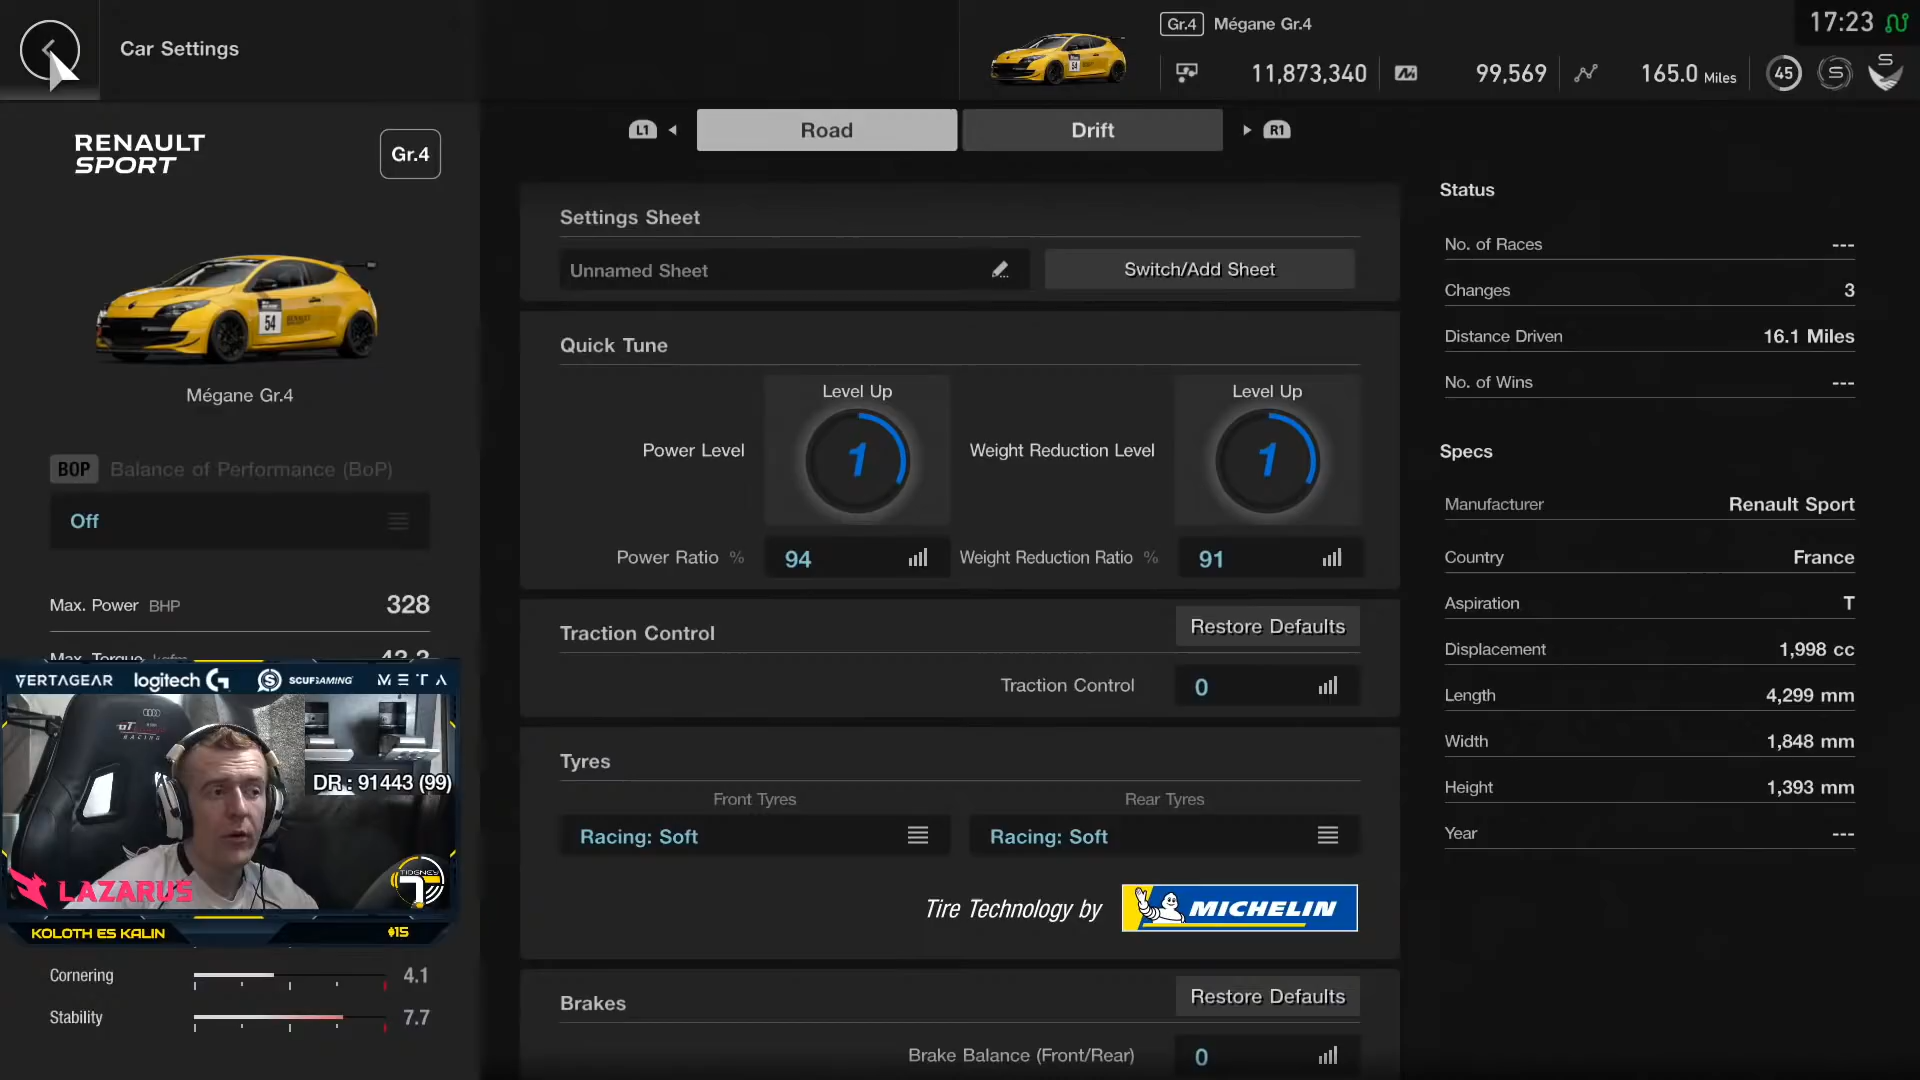 Car Settings
Gr.4 Mégane Gr.4
17:23
11,873,340
99,569
165.0 Miles
45
S
S
RENAULT
SPORT
Gr.4
54
Mégane Gr.4
BOP Balance of Performance (BoP)
Off
Max. Power BHP 328
Max. Torque kgfm 43.3
VERTAGEAR logitech G SCUFGAMING META
DR : 91443 (99)
LAZARUS
TIDGNEY
KOLOTH ES KALIN 15
Cornering 4.1
Stability 7.7
L1 Road Drift R1
Settings Sheet
Unnamed Sheet Switch/Add Sheet
Quick Tune
Level Up Level Up
Power Level 1 Weight Reduction Level 1
Power Ratio % 94 Weight Reduction Ratio % 91
Traction Control Restore Defaults
Traction Control 0
Tyres
Front Tyres Rear Tyres
Racing: Soft Racing: Soft
Tire Technology by MICHELIN
Brakes Restore Defaults
Brake Balance (Front/Rear) 0
Status
No. of Races ---
Changes 3
Distance Driven 16.1 Miles
No. of Wins ---
Specs
Manufacturer Renault Sport
Country France
Aspiration T
Displacement 1,998 cc
Length 4,299 mm
Width 1,848 mm
Height 1,393 mm
Year ---